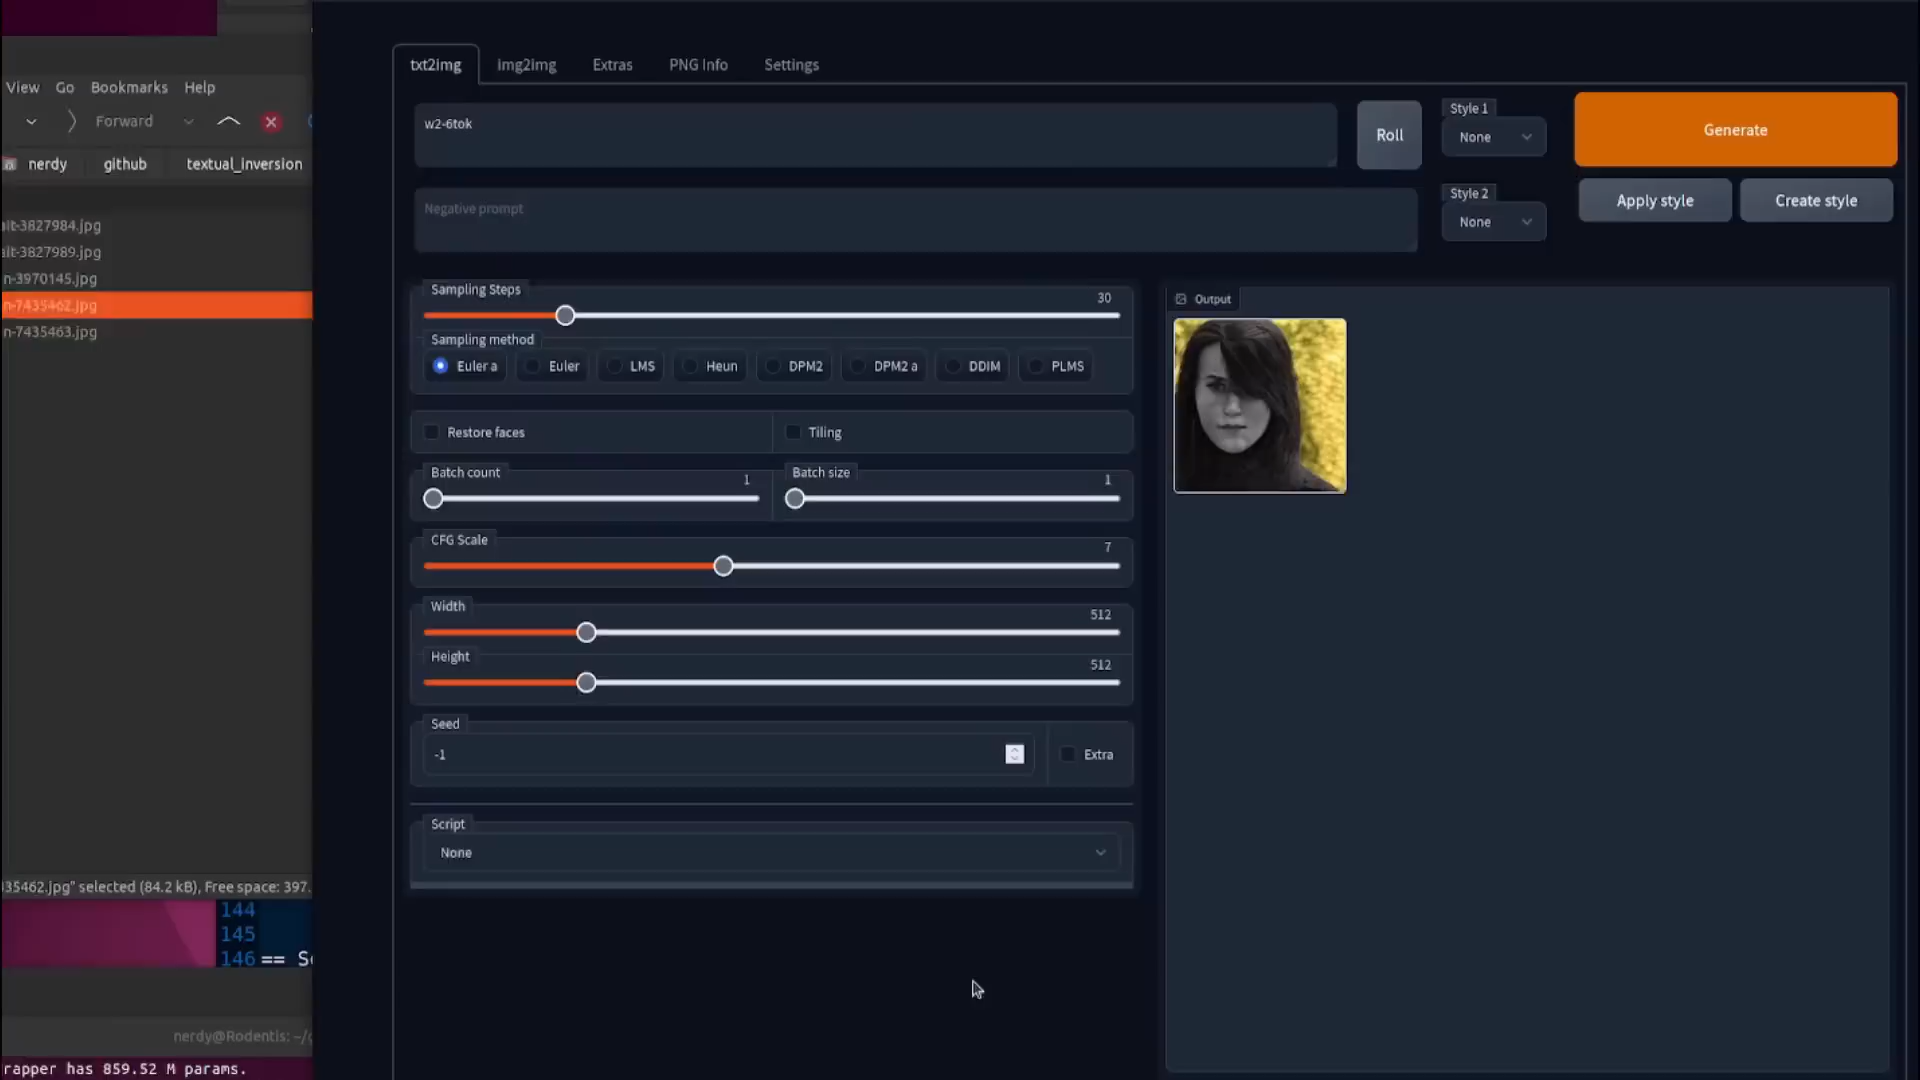 View Go Bookmarks Help
Forward
nerdy github textual_inversion
ait-3827984.jpg
ait-3827989.jpg
n-3970145.jpg
n-7435462.jpg
n-7435463.jpg
35462.jpg" selected (84.2 kB), Free space: 397.
144
145
146 == Se
nerdy@Rodentis: ~/
rapper has 859.52 M params.
txt2img img2img Extras PNG Info Settings
w2-6tok
Roll
Style 1
None
Generate
Negative prompt
Style 2
None
Apply style
Create style
Sampling Steps
30
Sampling method
Euler a Euler LMS Heun DPM2 DPM2 a DDIM PLMS
Restore faces
Tiling
Batch count
1
Batch size
1
CFG Scale
7
Width
512
Height
512
Seed
-1
Extra
Script
None
Output